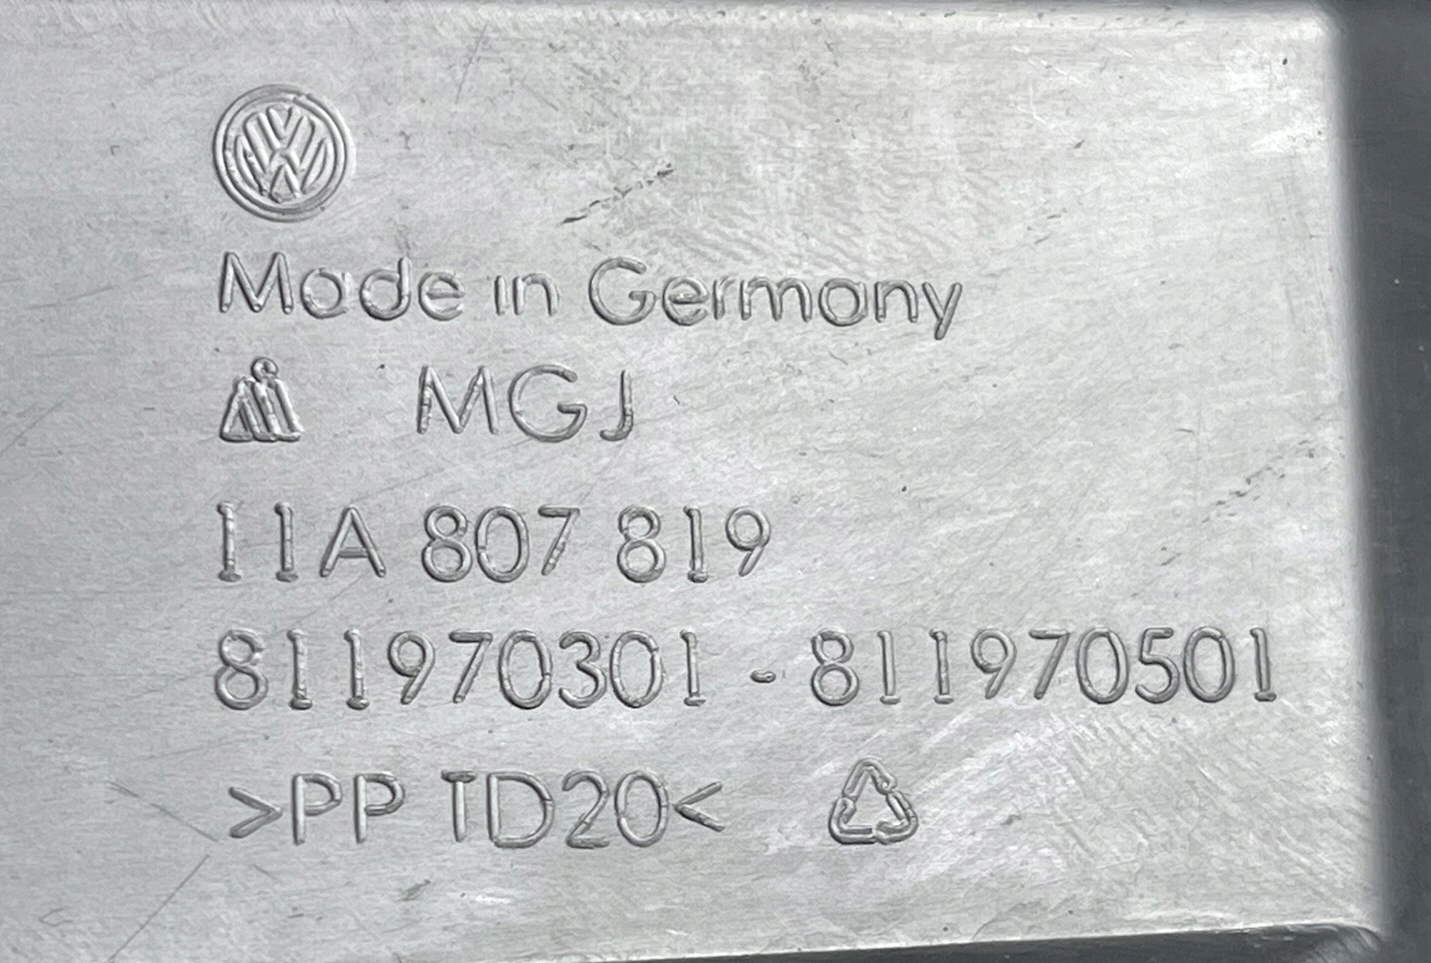 Made in Germany
MGJ
11A 807 819
811970301 - 811970501
>PP TD20<